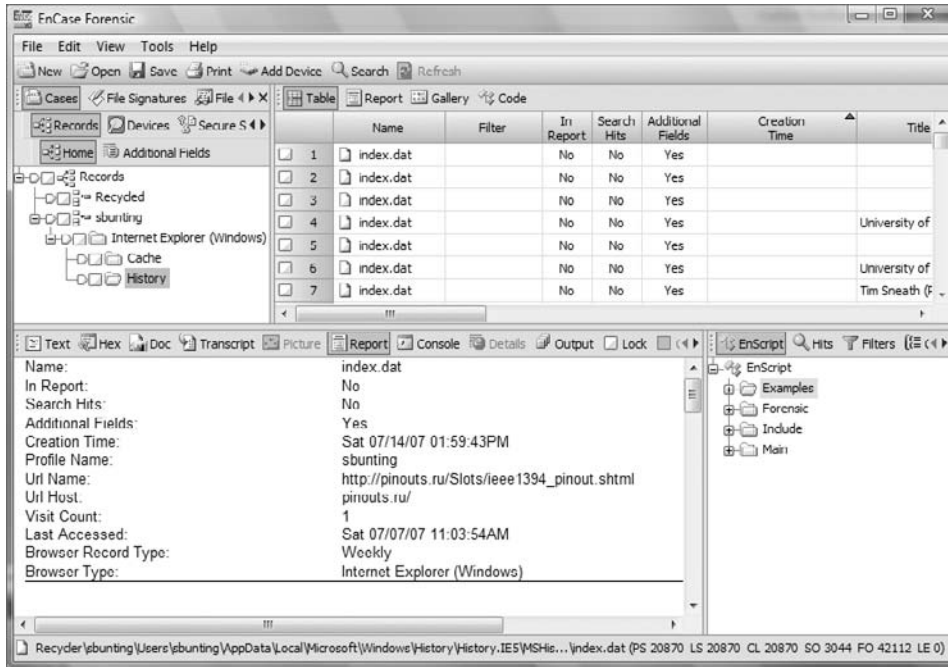 EnCase Forensic
File Edit View Tools Help
New Open Save Print Add Device Search Refresh
Cases File Signatures File
Table Report Gallery Code
Records Devices Secure S
Home Additional Fields
Records
Recycled
sbunting
Internet Explorer (Windows)
Cache
History
Name Filter In Report Search Hits Additional Fields Creation Time Title
1 index.dat No No Yes
2 index.dat No No Yes
3 index.dat No No Yes
4 index.dat No No Yes University of
5 index.dat No No Yes
6 index.dat No No Yes University of
7 index.dat No No Yes Tim Sneath (F
Text Hex Doc Transcript Picture Report Console Details Output Lock
Name: index.dat
In Report: No
Search Hits: No
Additional Fields: Yes
Creation Time: Sat 07/14/07 01:59:43PM
Profile Name: sbunting
Url Name: http://pinouts.ru/Slots/ieee1394_pinout.shtml
Url Host: pinouts.ru/
Visit Count: 1
Last Accessed: Sat 07/07/07 11:03:54AM
Browser Record Type: Weekly
Browser Type: Internet Explorer (Windows)
EnScript Hits Filters
EnScript
Examples
Forensic
Include
Main
Recycler\sbunting\Users\sbunting\AppData\Local\Microsoft\Windows\History\History.IE5\MSHis...\index.dat (PS 20870 LS 20870 CL 20870 SO 3044 FO 42112 LE 0)